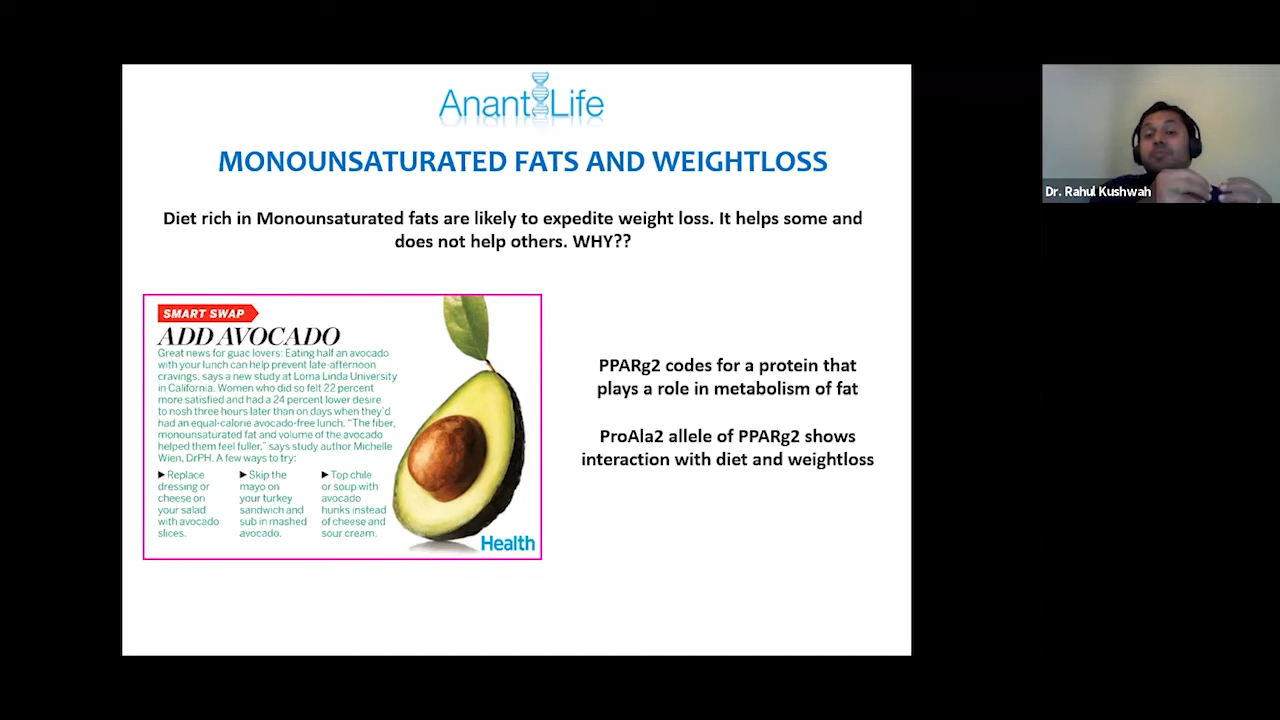 Anant Life
MONOUNSATURATED FATS AND WEIGHTLOSS
Diet rich in Monounsaturated fats are likely to expedite weight loss. It helps some and
does not help others. WHY??
SMART SWAP
ADD AVOCADO
Great news for guac lovers: Eating half an avocado
with your lunch can help prevent late-afternoon
cravings, says a new study at Loma Linda University
in California. Women who did so felt 22 percent
more satisfied and had a 24 percent lower desire
to nosh three hours later than on days when they'd
had an equal-calorie avocado-free lunch. "The fiber,
monounsaturated fat and volume of the avocado
helped them feel fuller," says study author Michelle
Wien, DrPH. A few ways to try:
▶ Replace
dressing or
cheese on
your salad
with avocado
slices.
▶ Skip the
mayo on
your turkey
sandwich and
sub in mashed
avocado.
▶ Top chile
or soup with
avocado
hunks instead
of cheese and
sour cream.
Health
PPARg2 codes for a protein that
plays a role in metabolism of fat
ProAla2 allele of PPARg2 shows
interaction with diet and weightloss
Dr. Rahul Kushwah